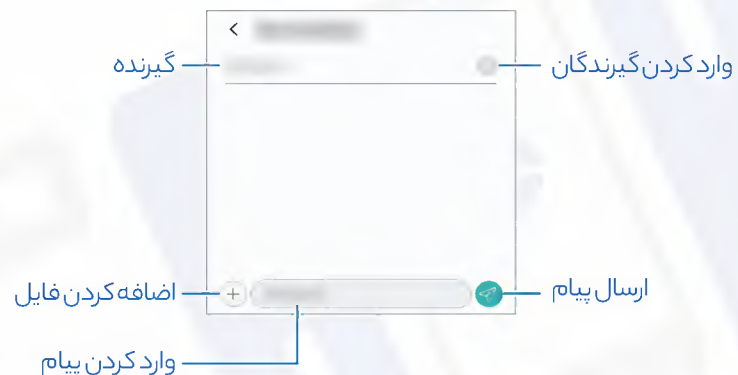 وارد کردن گیرندگان
گیرنده
ارسال پیام
اضافه کردن فایل
وارد کردن پیام